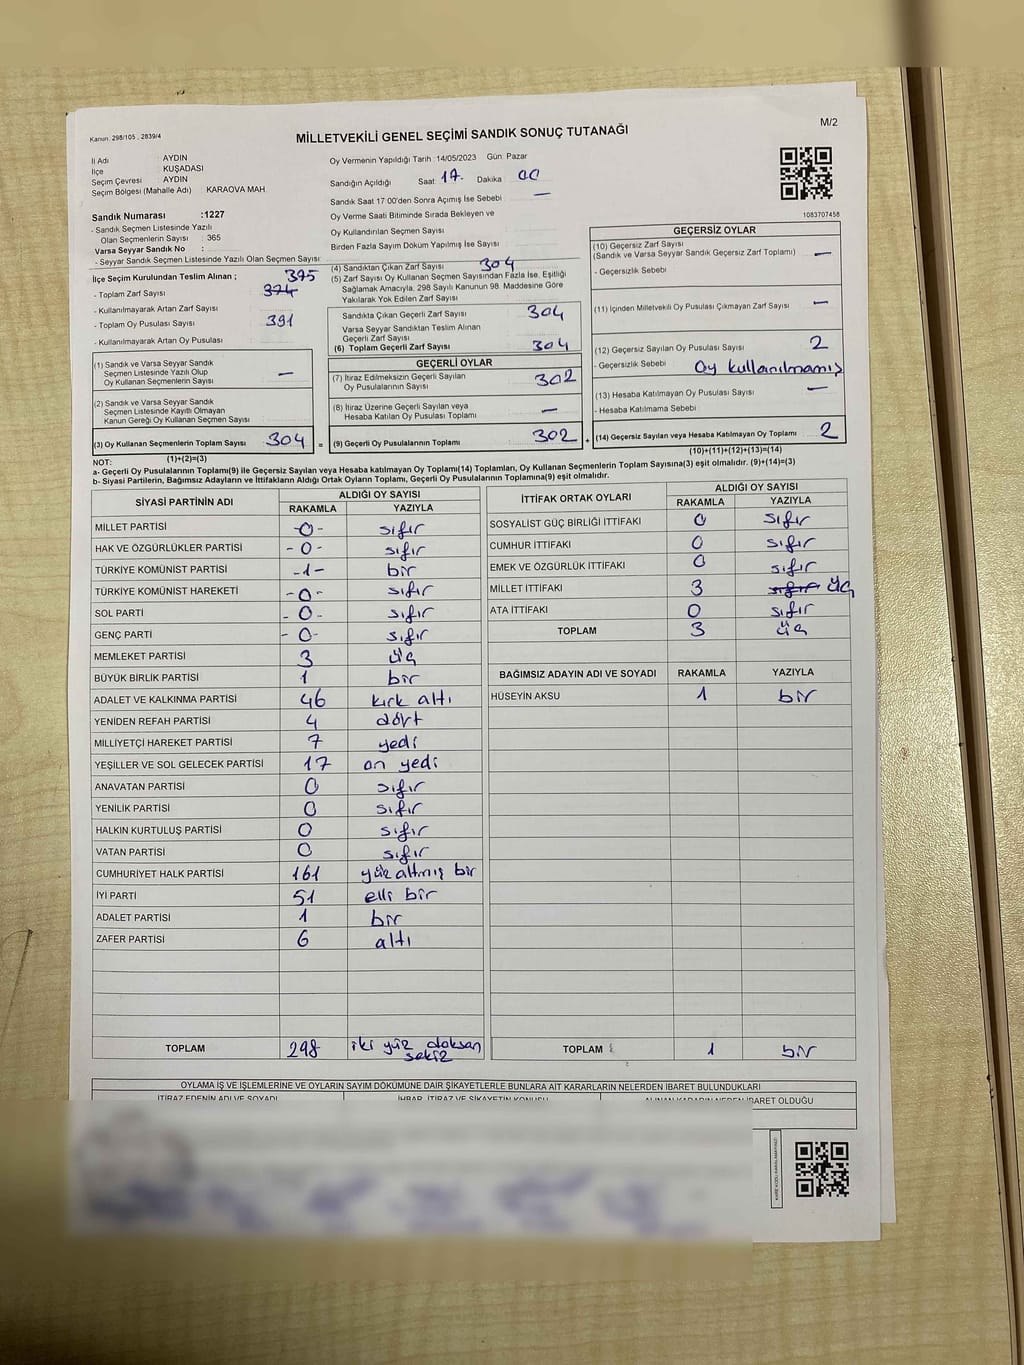 Kanun. 298/105 , 2839/4
MİLLETVEKİLİ GENEL SEÇİMİ SANDIK SONUÇ TUTANAĞI
M/2
İl Adı AYDIN
İlçe KUŞADASI
Seçim Çevresi AYDIN
Seçim Bölgesi (Mahalle Adı) KARAOVA MAH.
Sandık Numarası :1227
- Sandık Seçmen Listesinde Yazılı
Olan Seçmenlerin Sayısı : 365
Varsa Seyyar Sandık No :
- Seyyar Sandık Seçmen Listesinde Yazılı Olan Seçmen Sayısı:
Oy Vermenin Yapıldığı Tarih :14/05/2023 Gün: Pazar
Sandığın Açıldığı Saat 17. Dakika 00
Sandık Saat 17:00'den Sonra Açımış İse Sebebi —
Oy Verme Saati Bitiminde Sırada Bekleyen ve
Oy Kullandırılan Seçmen Sayısı
Birden Fazla Sayım Döküm Yapılmış İse Sayısı
1083707458
İlçe Seçim Kurulundan Teslim Alınan ; 375
- Toplam Zarf Sayısı 374
- Kullanılmayarak Artan Zarf Sayısı
- Toplam Oy Pusulası Sayısı 391
- Kullanılmayarak Artan Oy Pusulası
(1) Sandık ve Varsa Seyyar Sandık
Seçmen Listesinde Yazılı Olup
Oy Kullanan Seçmenlerin Sayısı —
(2) Sandık ve Varsa Seyyar Sandık
Seçmen Listesinde Kayıtlı Olmayan
Kanun Gereği Oy Kullanan Seçmen Sayısı
(3) Oy Kullanan Seçmenlerin Toplam Sayısı 304 =
(1)+(2)=(3)
(4) Sandıktan Çıkan Zarf Sayısı 304
(5) Zarf Sayısı Oy Kullanan Seçmen Sayısından Fazla İse, Eşitliği
Sağlamak Amacıyla, 298 Sayılı Kanunun 98. Maddesine Göre
Yakılarak Yok Edilen Zarf Sayısı
Sandıkta Çıkan Geçerli Zarf Sayısı 304
Varsa Seyyar Sandıktan Teslim Alınan
Geçerli Zarf Sayısı
(6) Toplam Geçerli Zarf Sayısı 304
GEÇERLİ OYLAR
(7) İtiraz Edilmeksizin Geçerli Sayılan
Oy Pusulalarının Sayısı 302
(8) İtiraz Üzerine Geçerli Sayılan veya
Hesaba Katılan Oy Pusulası Toplamı —
(9) Geçerli Oy Pusulalarının Toplamı 302 +
GEÇERSİZ OYLAR
(10) Geçersiz Zarf Sayısı
(Sandık ve Varsa Seyyar Sandık Geçersiz Zarf Toplamı) —
- Geçersizlik Sebebi
(11) İçinden Milletvekili Oy Pusulası Çıkmayan Zarf Sayısı —
(12) Geçersiz Sayılan Oy Pusulası Sayısı 2
- Geçersizlik Sebebi Oy kullanılmamış
(13) Hesaba Katılmayan Oy Pusulası Sayısı —
- Hesaba Katılmama Sebebi
(14) Geçersiz Sayılan veya Hesaba Katılmayan Oy Toplamı 2
(10)+(11)+(12)+(13)=(14)
NOT:
a- Geçerli Oy Pusulalarının Toplamı(9) ile Geçersiz Sayılan veya Hesaba katılmayan Oy Toplamı(14) Toplamları, Oy Kullanan Seçmenlerin Toplam Sayısına(3) eşit olmalıdır. (9)+(14)=(3)
b- Siyasi Partilerin, Bağımsız Adayların ve İttifakların Aldığı Ortak Oyların Toplamı, Geçerli Oy Pusulalarının Toplamına(9) eşit olmalıdır.
SİYASİ PARTİNİN ADI ALDIĞI OY SAYISI
RAKAMLA YAZIYLA
MİLLET PARTİSİ -0- sıfır
HAK VE ÖZGÜRLÜKLER PARTİSİ -0- sıfır
TÜRKİYE KOMÜNİST PARTİSİ -1- bir
TÜRKİYE KOMÜNİST HAREKETİ -0- sıfır
SOL PARTİ -0- sıfır
GENÇ PARTİ -0- sıfır
MEMLEKET PARTİSİ 3 üç
BÜYÜK BİRLİK PARTİSİ 1 bir
ADALET VE KALKINMA PARTİSİ 46 kırk altı
YENİDEN REFAH PARTİSİ 4 dört
MİLLİYETÇİ HAREKET PARTİSİ 7 yedi
YEŞİLLER VE SOL GELECEK PARTİSİ 17 on yedi
ANAVATAN PARTİSİ 0 sıfır
YENİLİK PARTİSİ 0 sıfır
HALKIN KURTULUŞ PARTİSİ 0 sıfır
VATAN PARTİSİ 0 sıfır
CUMHURİYET HALK PARTİSİ 161 yüz altmış bir
İYİ PARTİ 51 elli bir
ADALET PARTİSİ 1 bir
ZAFER PARTİSİ 6 altı
TOPLAM 298 iki yüz doksan
sekiz
İTTİFAK ORTAK OYLARI ALDIĞI OY SAYISI
RAKAMLA YAZIYLA
SOSYALİST GÜÇ BİRLİĞİ İTTİFAKI 0 sıfır
CUMHUR İTTİFAKI 0 sıfır
EMEK VE ÖZGÜRLÜK İTTİFAKI 0 sıfır
MİLLET İTTİFAKI 3 sıfır üç
ATA İTTİFAKI 0 sıfır
TOPLAM 3 üç
BAĞIMSIZ ADAYIN ADI VE SOYADI RAKAMLA YAZIYLA
HÜSEYİN AKSU 1 bir
TOPLAM 1 bir
OYLAMA İŞ VE İŞLEMLERİNE VE OYLARIN SAYIM DÖKÜMÜNE DAİR ŞİKAYETLERLE BUNLARA AİT KARARLARIN NELERDEN İBARET BULUNDUKLARI
İTİRAZ EDENİN ADI VE SOYADI İHBAR, İTİRAZ VE ŞİKAYETİN KONUSU ALINAN KARARIN NEDEN İBARET OLDUĞU